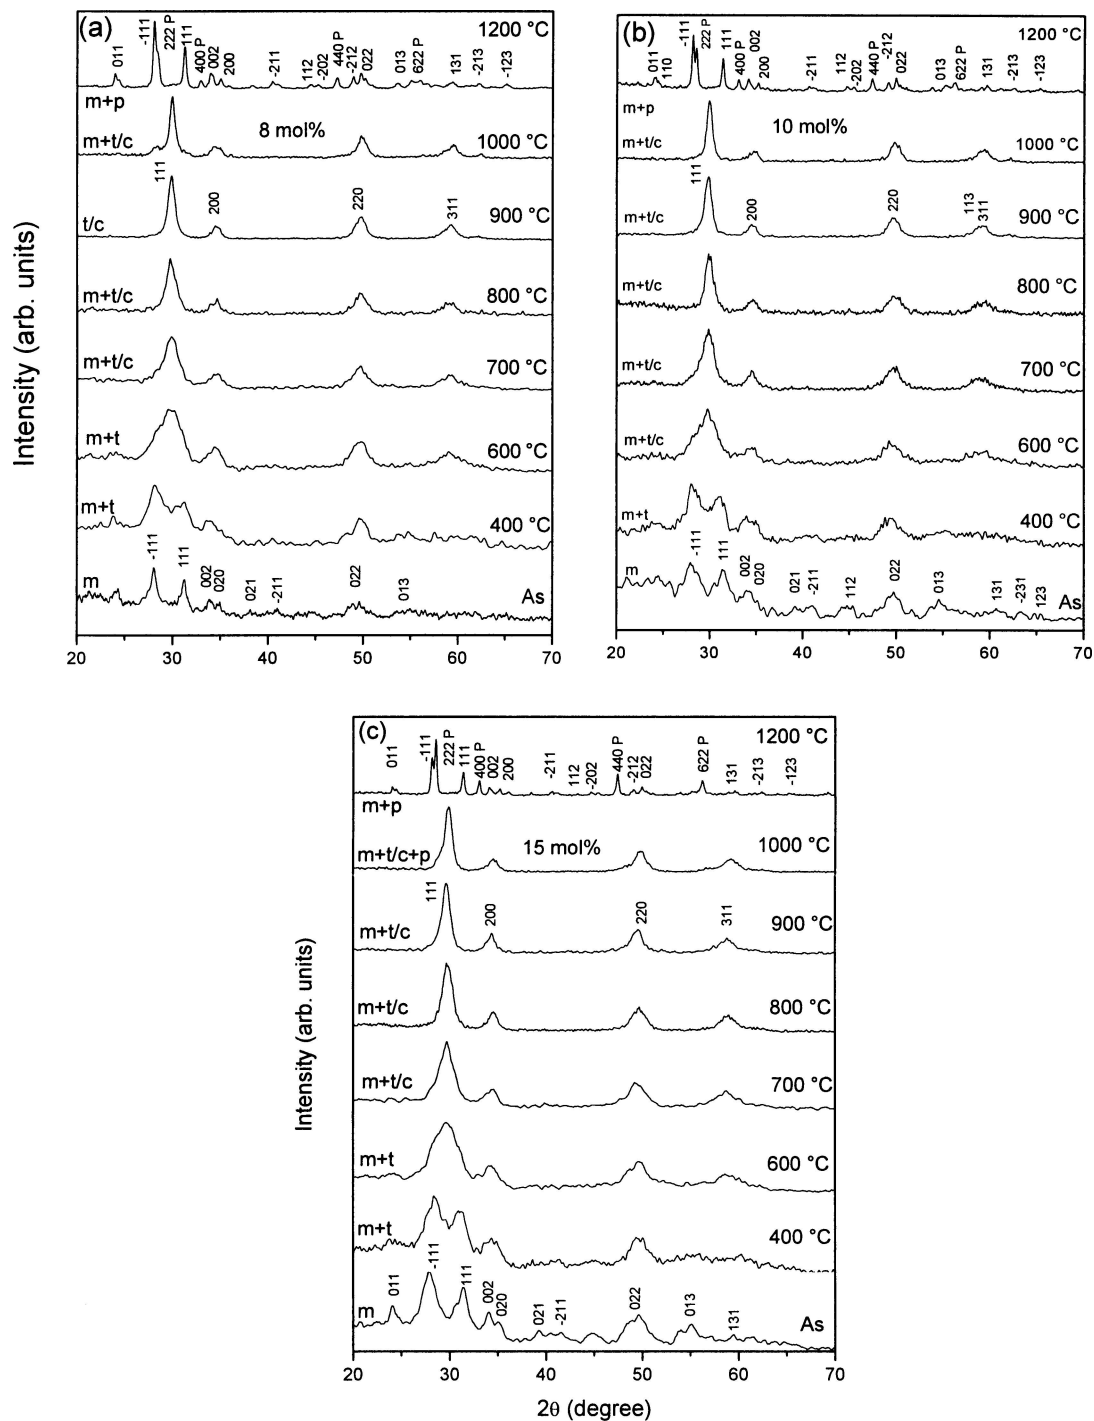 (a)
1200 °C
011 -111 222 P 111 400 P 002 200 -211 112 -202 440 P -212 022 013 622 P 131 -213 -123
m+p
8 mol%
m+t/c 1000 °C
111 200 220 311
t/c 900 °C
m+t/c 800 °C
m+t/c 700 °C
m+t 600 °C
m+t 400 °C
-111 111 002 020 021 -211 022 013
m As
20 30 40 50 60 70
Intensity (arb. units)
(b)
1200 °C
011 110 -111 222 P 111 400 P 002 200 -211 112 -202 440 P -212 022 013 622 P 131 -213 -123
m+p
10 mol%
m+t/c 1000 °C
111 200 220 113 311
m+t/c 900 °C
m+t/c 800 °C
m+t/c 700 °C
m+t/c 600 °C
m+t 400 °C
-111 111 002 020 021 -211 112 022 013 131 -231 123
m As
20 30 40 50 60 70
(c)
1200 °C
011 -111 222 P 111 400 P 002 200 -211 112 -202 440 P -212 022 622 P 131 -213 -123
m+p
15 mol%
m+t/c+p 1000 °C
111 200 220 311
m+t/c 900 °C
m+t/c 800 °C
m+t/c 700 °C
m+t 600 °C
m+t 400 °C
011 -111 111 002 020 021 -211 022 013 131
m As
20 30 40 50 60 70
Intensity (arb. units)
2θ (degree)